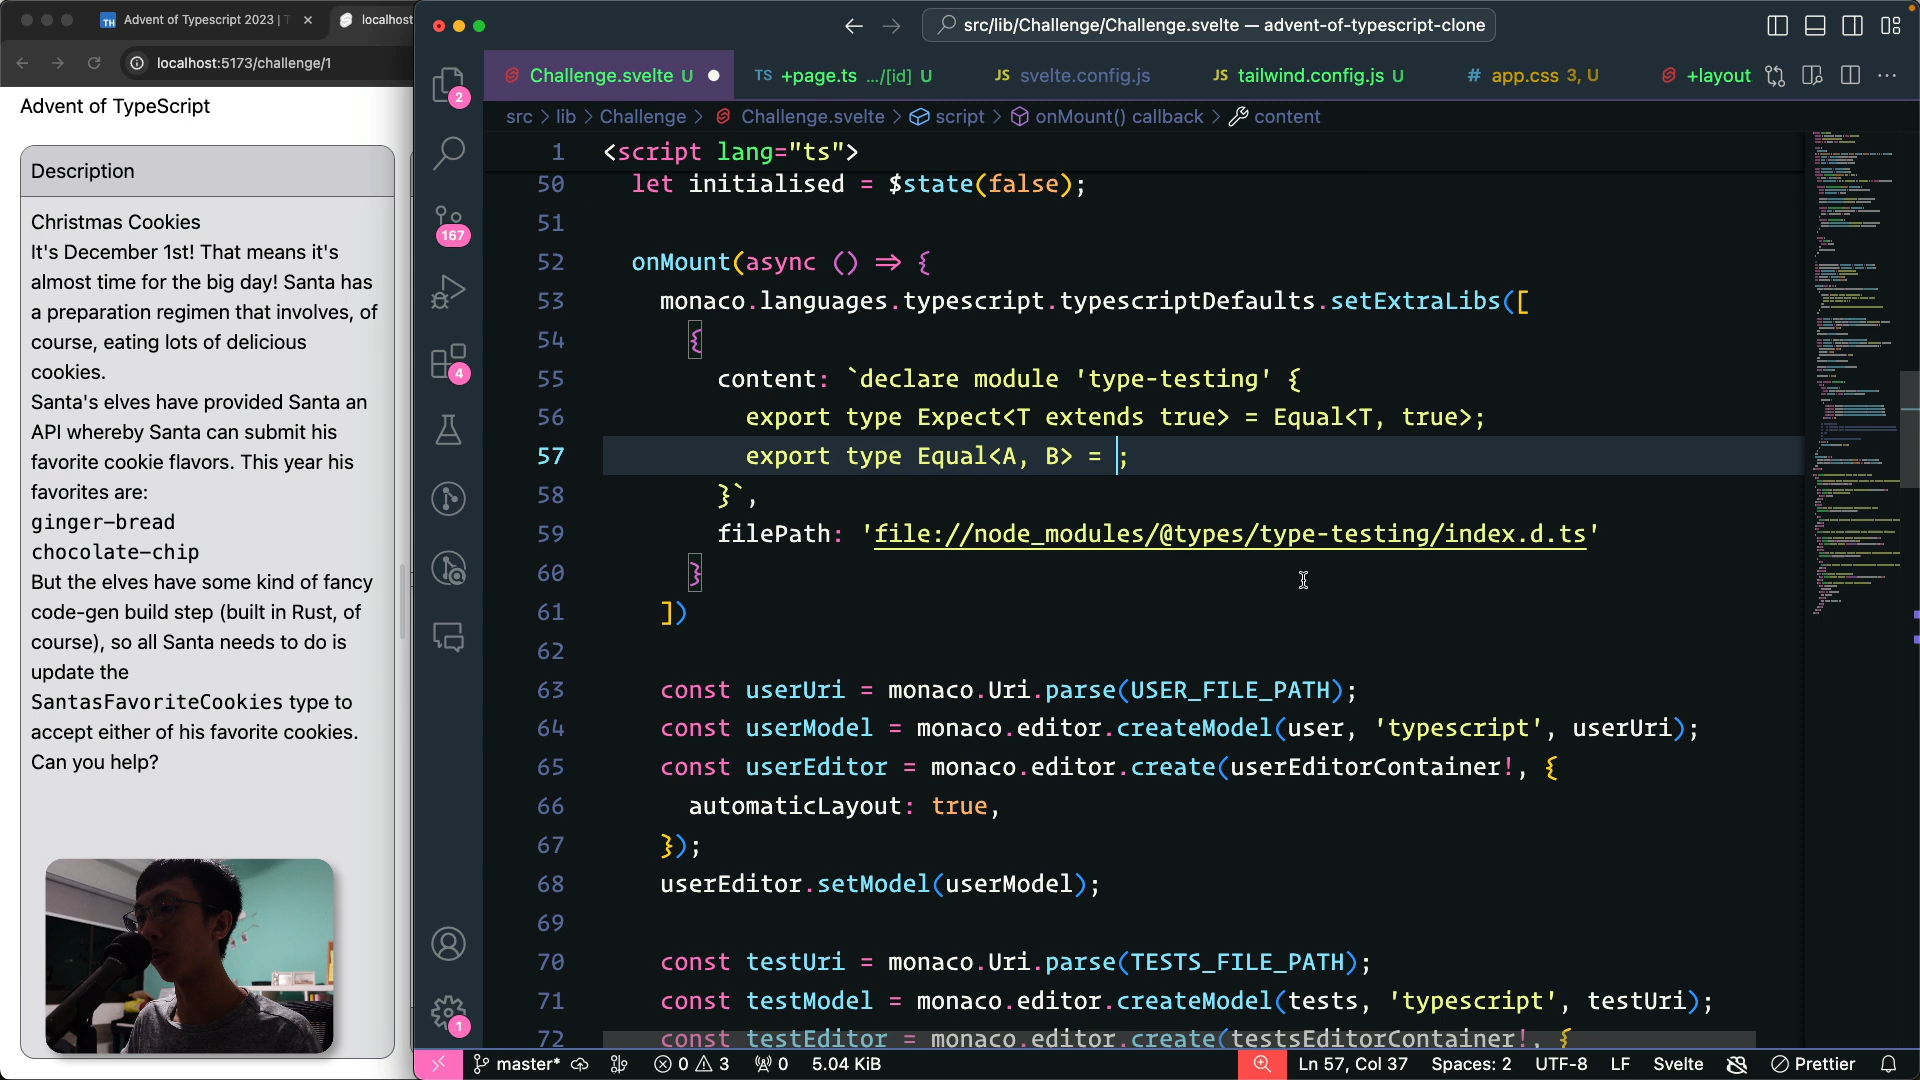 Advent of Typescript 2023 | T
localhost
localhost:5173/challenge/1
Advent of TypeScript
Description
Christmas Cookies
It's December 1st! That means it's
almost time for the big day! Santa has
a preparation regimen that involves, of
course, eating lots of delicious
cookies.
Santa's elves have provided Santa an
API whereby Santa can submit his
favorite cookie flavors. This year his
favorites are:
ginger-bread
chocolate-chip
But the elves have some kind of fancy
code-gen build step (built in Rust, of
course), so all Santa needs to do is
update the
SantasFavoriteCookies type to
accept either of his favorite cookies.
Can you help?
src/lib/Challenge/Challenge.svelte — advent-of-typescript-clone
Challenge.svelte U
TS +page.ts .../[id] U
JS svelte.config.js
JS tailwind.config.js U
# app.css 3, U
+layout
src > lib > Challenge > Challenge.svelte > script > onMount() callback > content
2
167
4
1
1 <script lang="ts">
50 let initialised = $state(false);
51
52 onMount(async () => {
53 monaco.languages.typescript.typescriptDefaults.setExtraLibs([
54 {
55 content: `declare module 'type-testing' {
56 export type Expect<T extends true> = Equal<T, true>;
57 export type Equal<A, B> = ;
58 }`,
59 filePath: 'file://node_modules/@types/type-testing/index.d.ts'
60 }
61 ])
62
63 const userUri = monaco.Uri.parse(USER_FILE_PATH);
64 const userModel = monaco.editor.createModel(user, 'typescript', userUri);
65 const userEditor = monaco.editor.create(userEditorContainer!, {
66 automaticLayout: true,
67 });
68 userEditor.setModel(userModel);
69
70 const testUri = monaco.Uri.parse(TESTS_FILE_PATH);
71 const testModel = monaco.editor.createModel(tests, 'typescript', testUri);
72 const testEditor = monaco.editor.create(testsEditorContainer!, {
master* 0 3 0 5.04 KiB Ln 57, Col 37 Spaces: 2 UTF-8 LF Svelte Prettier